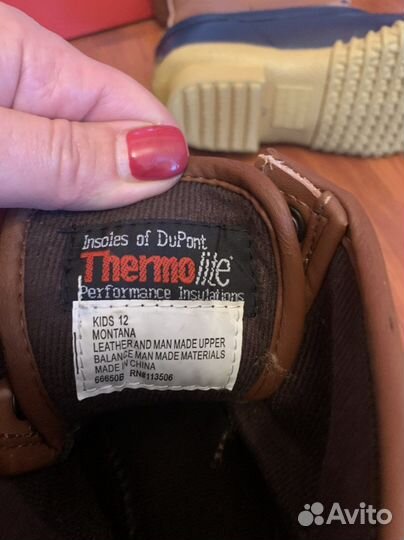 Insoles of DuPont
Thermolite®
Performance Insulations
KIDS 12
MONTANA
LEATHER AND MAN MADE UPPER
BALANCE MAN MADE MATERIALS
MADE IN CHINA
66650B RN#113506
Avito